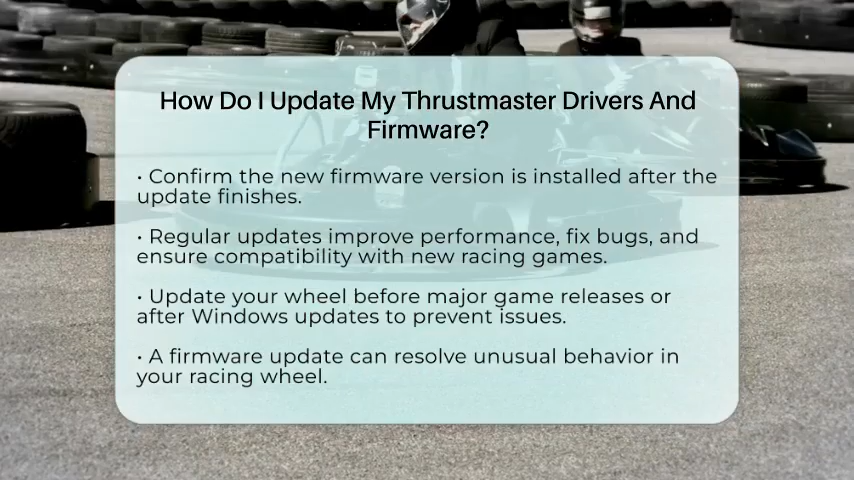 How Do I Update My Thrustmaster Drivers And
Firmware?
• Confirm the new firmware version is installed after the
update finishes.
• Regular updates improve performance, fix bugs, and
ensure compatibility with new racing games.
• Update your wheel before major game releases or
after Windows updates to prevent issues.
• A firmware update can resolve unusual behavior in
your racing wheel.